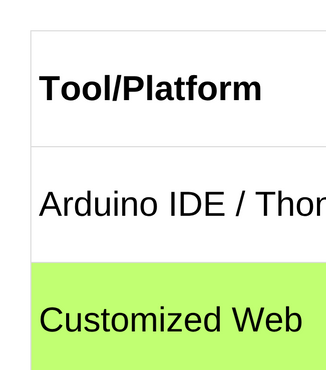 Tool/Platform
Arduino IDE /
Customized Web